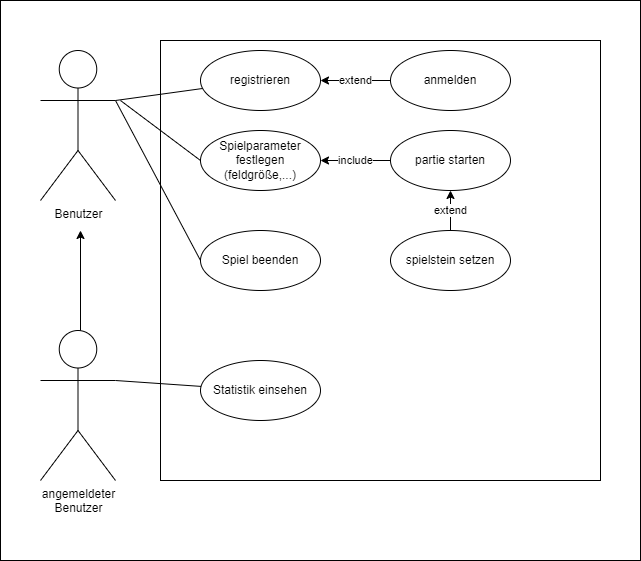 registrieren
extend
anmelden
Spielparameter
festlegen
(feldgröße,...)
include
partie starten
Benutzer
extend
Spiel beenden
spielstein setzen
Statistik einsehen
angemeldeter
Benutzer